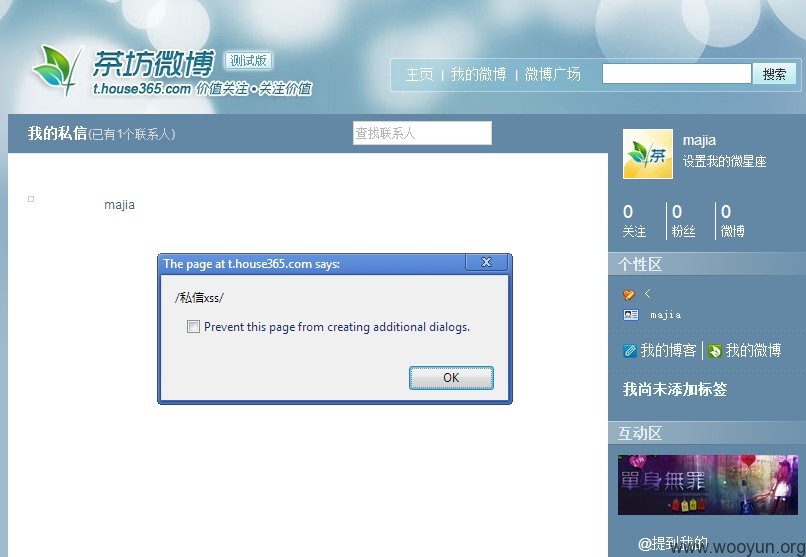 茶坊微博 测试版
t.house365.com 价值关注·关注价值
主页 | 我的微博 | 微博广场 搜索
我的私信(已有1个联系人) 查找联系人
majia
设置我的微星座
0 0 0
关注 粉丝 微博
majia
The page at t.house365.com says:
/私信xss/
Prevent this page from creating additional dialogs.
OK
个性区
<
majia
我的博客 我的微博
我尚未添加标签
互动区
單身無罪
@提到我的
www.wooyun.org